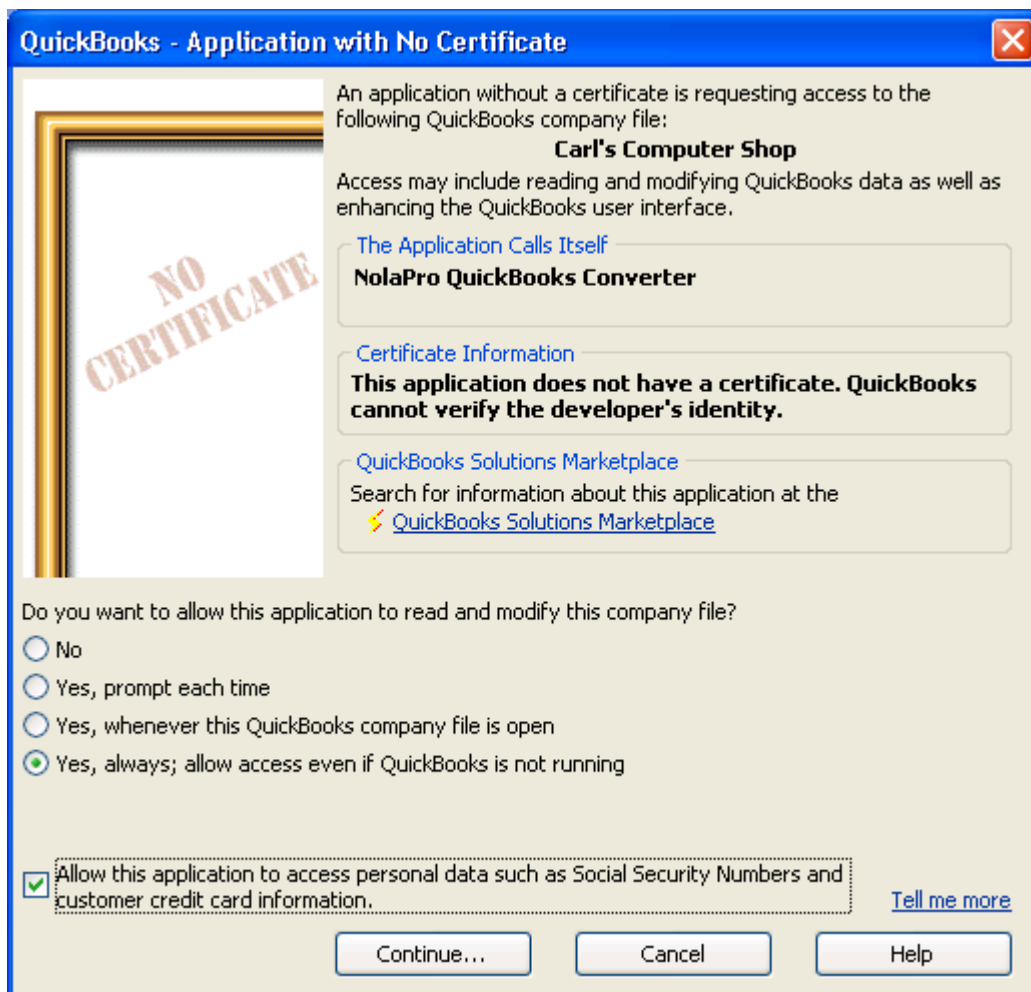 QuickBooks - Application with No Certificate
An application without a certificate is requesting access to the
following QuickBooks company file:
Carl's Computer Shop
Access may include reading and modifying QuickBooks data as well as
enhancing the QuickBooks user interface.
NO
CERTIFICATE
The Application Calls Itself
NolaPro QuickBooks Converter
Certificate Information
This application does not have a certificate. QuickBooks
cannot verify the developer's identity.
QuickBooks Solutions Marketplace
Search for information about this application at the
QuickBooks Solutions Marketplace
Do you want to allow this application to read and modify this company file?
No
Yes, prompt each time
Yes, whenever this QuickBooks company file is open
Yes, always; allow access even if QuickBooks is not running
Allow this application to access personal data such as Social Security Numbers and
customer credit card information.
Tell me more
Continue...
Cancel
Help